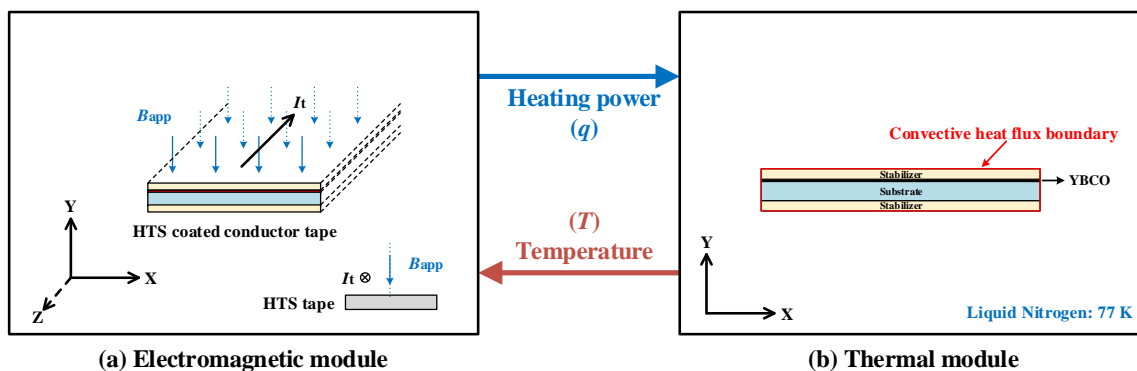 Bapp
It
Y
HTS coated conductor tape
X
Z
It ⊗
Bapp
HTS tape
Heating power
(q)
(T)
Temperature
Convective heat flux boundary
Stabilizer
YBCO
Substrate
Stabilizer
Y
X
Liquid Nitrogen: 77 K
(a) Electromagnetic module
(b) Thermal module